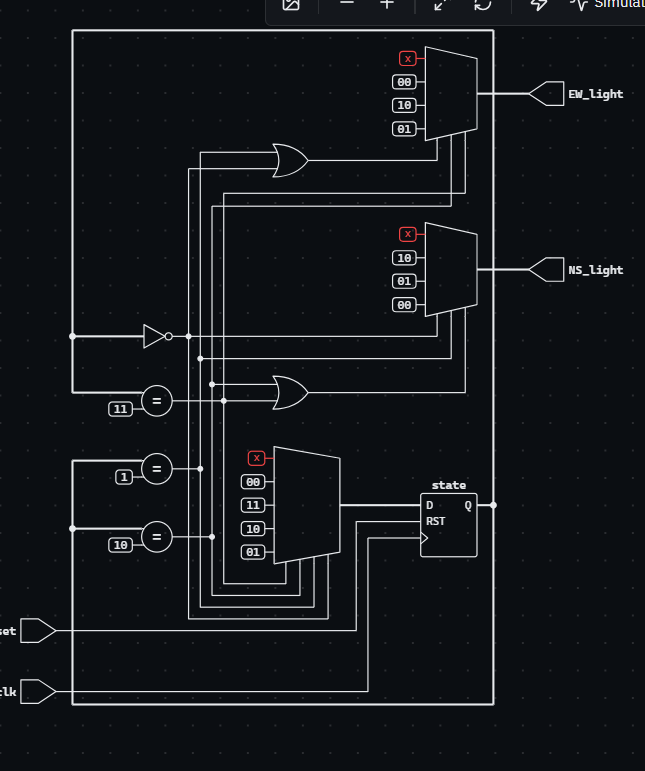 Simulat
x
00
10
01
EW_light
x
10
01
00
NS_light
=
11
=
1
=
10
x
00
11
10
01
state
D
Q
RST
set
clk